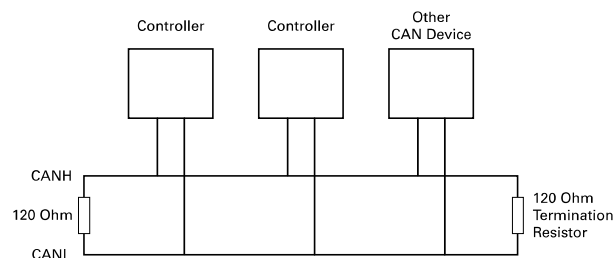 Controller
Controller
Other
CAN Device
CANH
120 Ohm
120 Ohm
Termination
Resistor
CANL